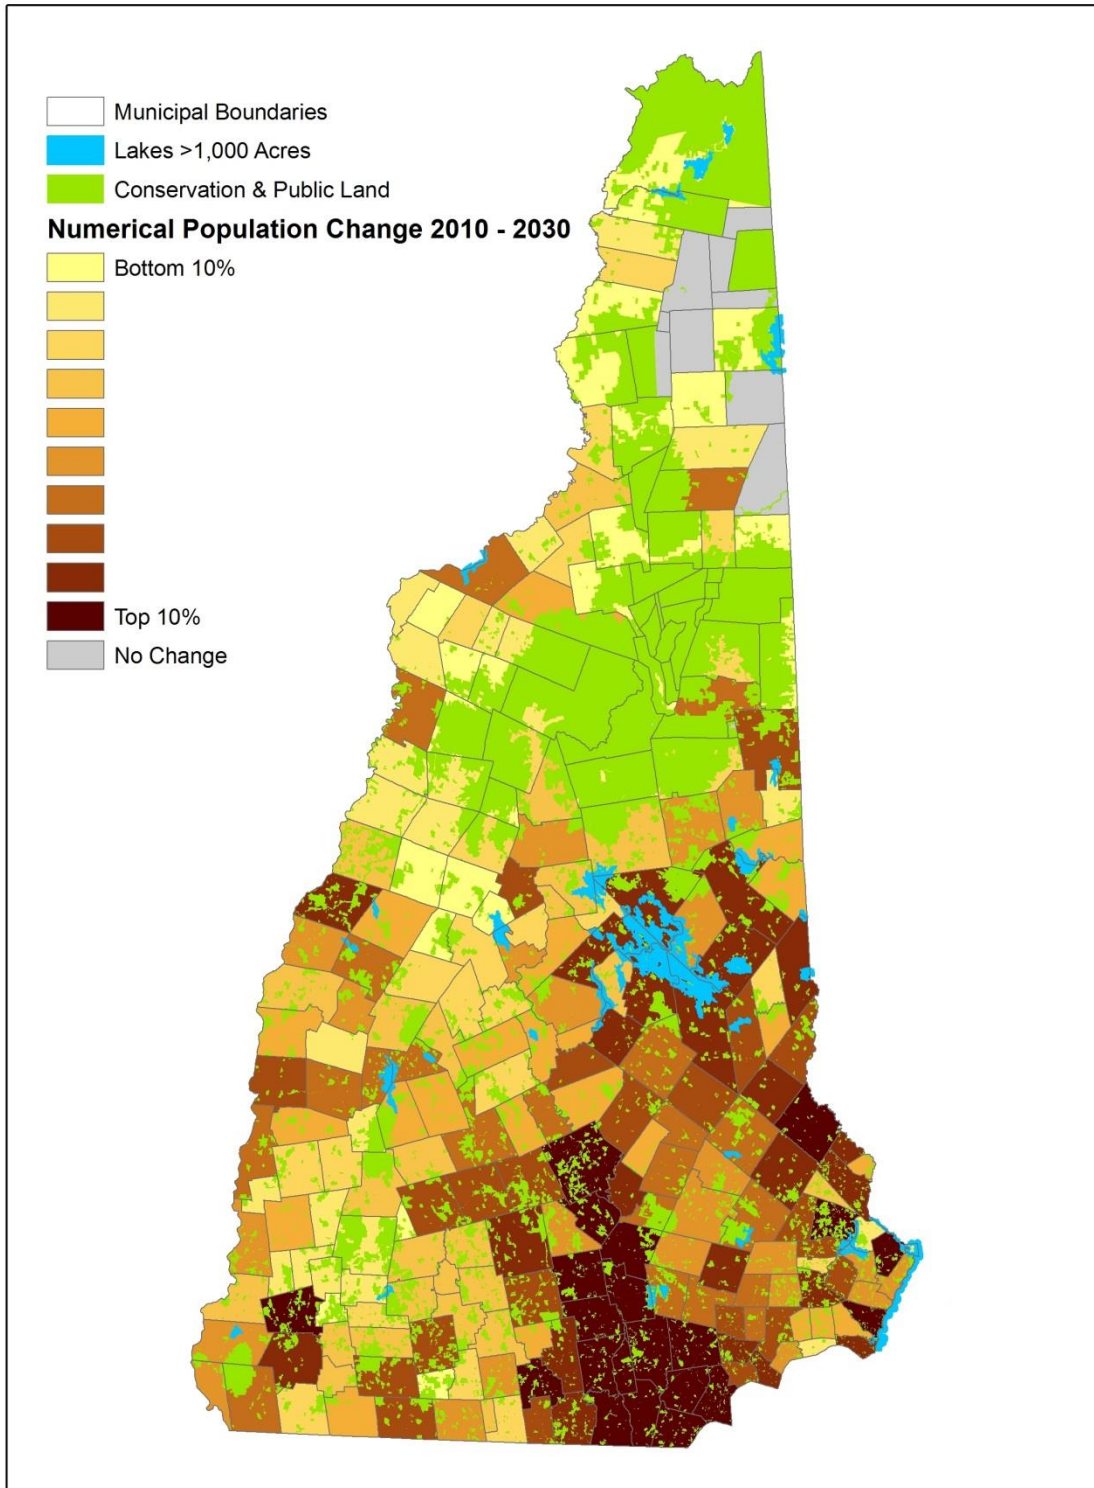 Municipal Boundaries
Lakes >1,000 Acres
Conservation & Public Land
Numerical Population Change 2010 - 2030
Bottom 10%
Top 10%
No Change